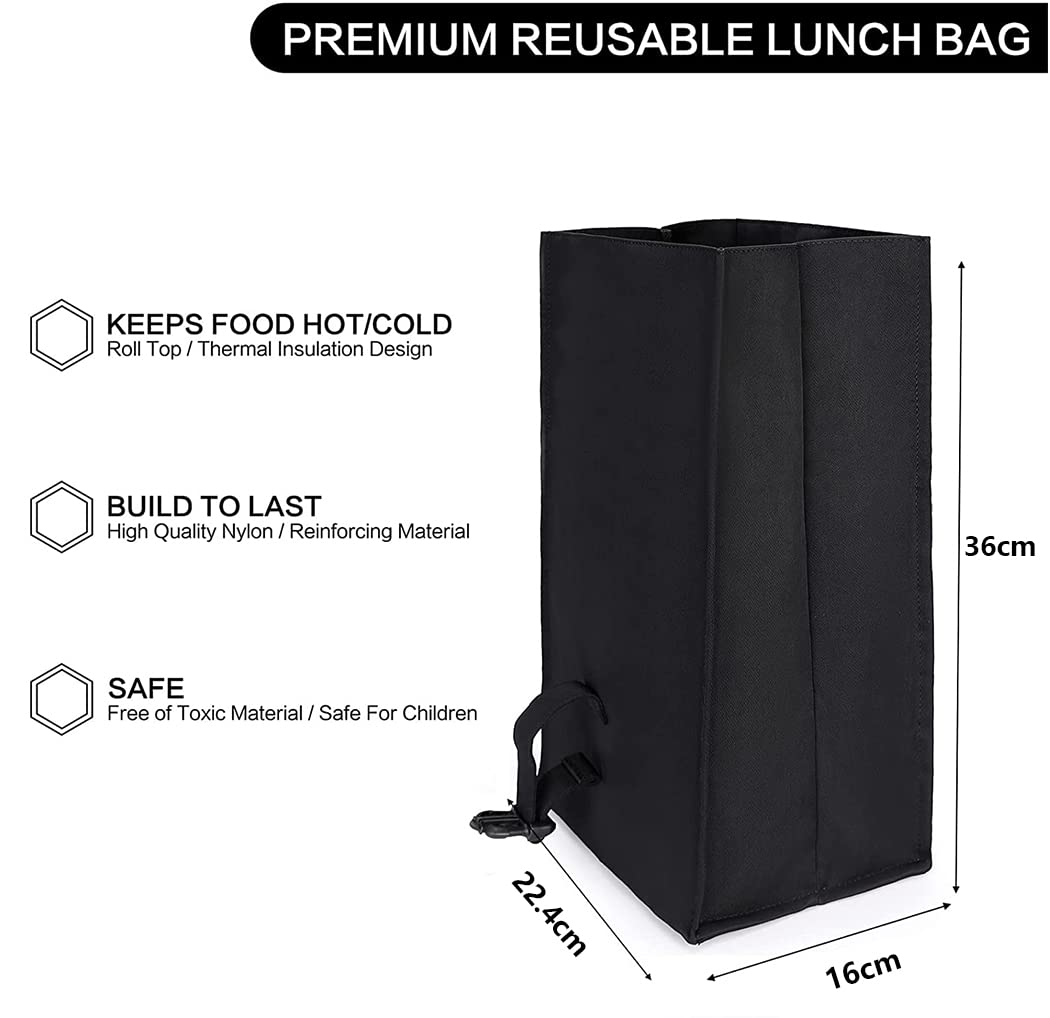 PREMIUM REUSABLE LUNCH BAG
KEEPS FOOD HOT/COLD
Roll Top / Thermal Insulation Design
BUILD TO LAST
High Quality Nylon / Reinforcing Material
SAFE
Free of Toxic Material / Safe For Children
36cm
22.4cm
16cm